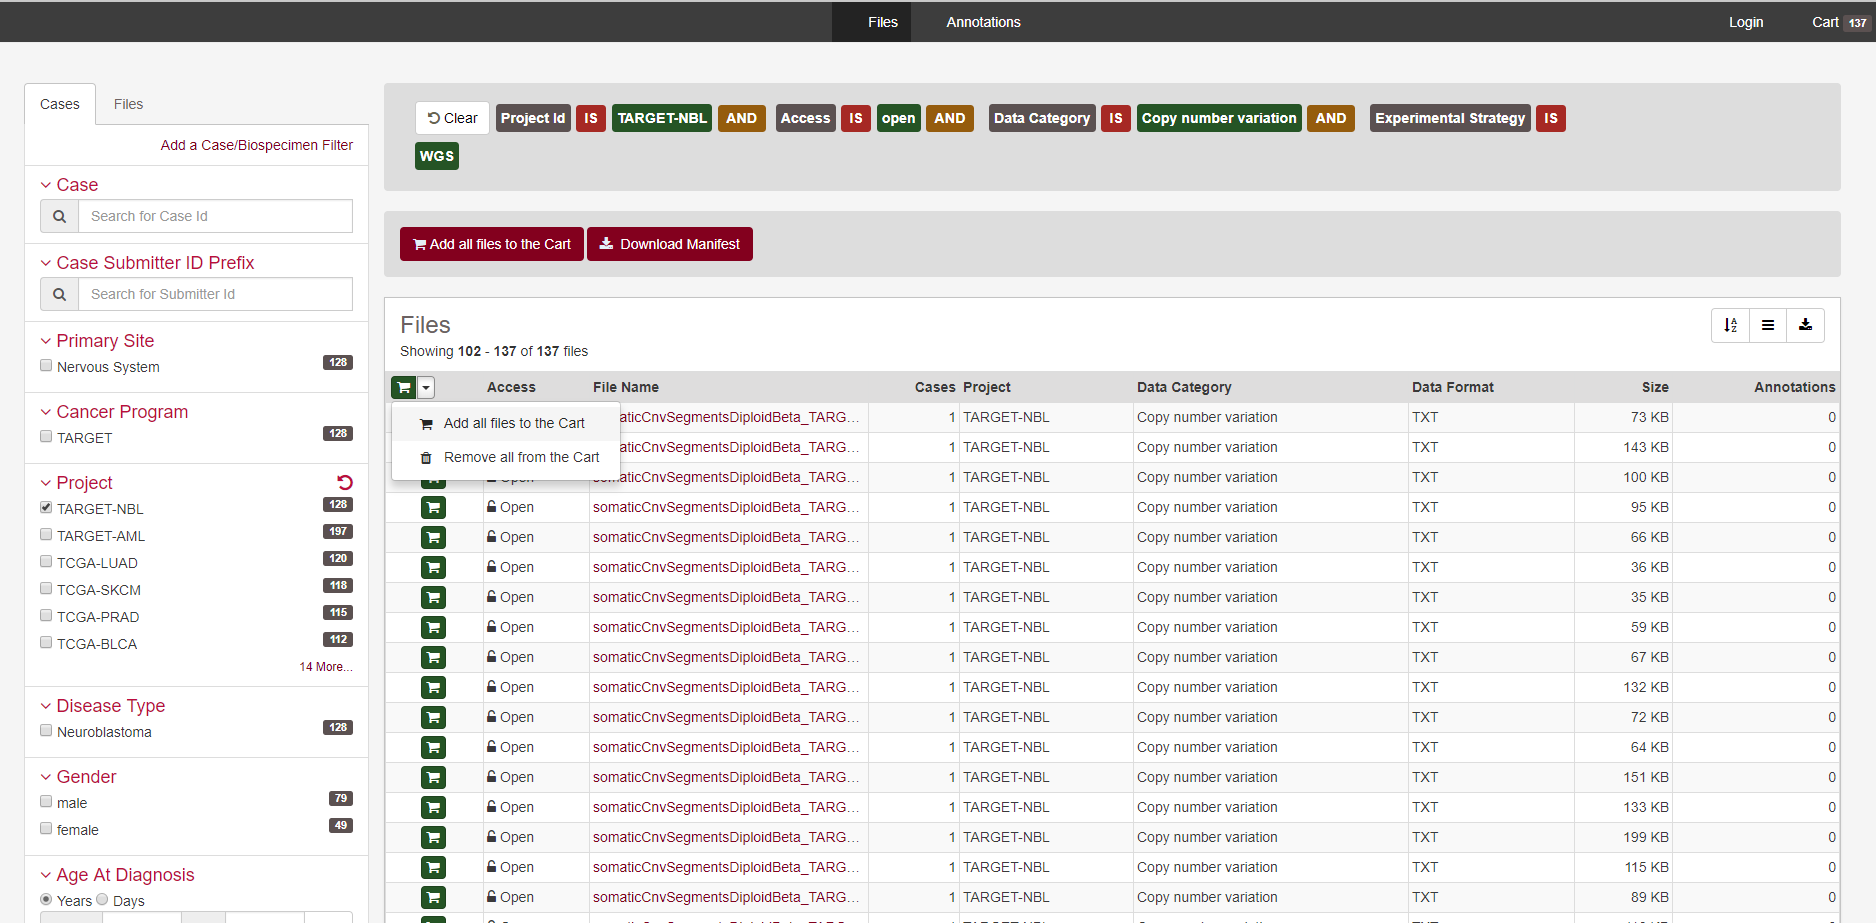 Files Annotations Login Cart 137
Cases Files
Add a Case/Biospecimen Filter
Case
Search for Case Id
Case Submitter ID Prefix
Search for Submitter Id
Primary Site
Nervous System 128
Cancer Program
TARGET 128
Project
TARGET-NBL 128
TARGET-AML 197
TCGA-LUAD 120
TCGA-SKCM 118
TCGA-PRAD 115
TCGA-BLCA 112
14 More...
Disease Type
Neuroblastoma 128
Gender
male 79
female 49
Age At Diagnosis
Years Days
Clear Project Id IS TARGET-NBL AND Access IS open AND Data Category IS Copy number variation AND Experimental Strategy IS
WGS
Add all files to the Cart Download Manifest
Files
Showing 102 - 137 of 137 files
Access File Name Cases Project Data Category Data Format Size Annotations
Add all files to the Cart
Remove all from the Cart
maticCnvSegmentsDiploidBeta_TARG... 1 TARGET-NBL Copy number variation TXT 73 KB 0
aticCnvSegmentsDiploidBeta_TARG... 1 TARGET-NBL Copy number variation TXT 143 KB 0
Open aticCnvSegmentsDiploidBeta_TARG... 1 TARGET-NBL Copy number variation TXT 100 KB 0
Open somaticCnvSegmentsDiploidBeta_TARG... 1 TARGET-NBL Copy number variation TXT 95 KB 0
Open somaticCnvSegmentsDiploidBeta_TARG... 1 TARGET-NBL Copy number variation TXT 66 KB 0
Open somaticCnvSegmentsDiploidBeta_TARG... 1 TARGET-NBL Copy number variation TXT 36 KB 0
Open somaticCnvSegmentsDiploidBeta_TARG... 1 TARGET-NBL Copy number variation TXT 35 KB 0
Open somaticCnvSegmentsDiploidBeta_TARG... 1 TARGET-NBL Copy number variation TXT 59 KB 0
Open somaticCnvSegmentsDiploidBeta_TARG... 1 TARGET-NBL Copy number variation TXT 67 KB 0
Open somaticCnvSegmentsDiploidBeta_TARG... 1 TARGET-NBL Copy number variation TXT 132 KB 0
Open somaticCnvSegmentsDiploidBeta_TARG... 1 TARGET-NBL Copy number variation TXT 72 KB 0
Open somaticCnvSegmentsDiploidBeta_TARG... 1 TARGET-NBL Copy number variation TXT 64 KB 0
Open somaticCnvSegmentsDiploidBeta_TARG... 1 TARGET-NBL Copy number variation TXT 151 KB 0
Open somaticCnvSegmentsDiploidBeta_TARG... 1 TARGET-NBL Copy number variation TXT 133 KB 0
Open somaticCnvSegmentsDiploidBeta_TARG... 1 TARGET-NBL Copy number variation TXT 199 KB 0
Open somaticCnvSegmentsDiploidBeta_TARG... 1 TARGET-NBL Copy number variation TXT 115 KB 0
Open somaticCnvSegmentsDiploidBeta_TARG... 1 TARGET-NBL Copy number variation TXT 89 KB 0